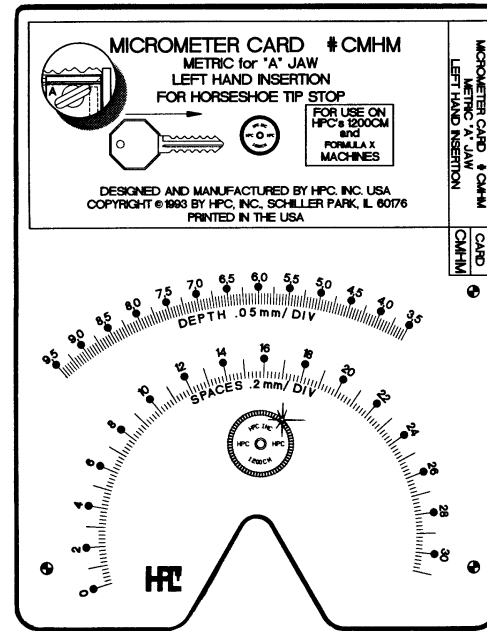 MICROMETER CARD #CMHM
METRIC for "A" JAW
LEFT HAND INSERTION
FOR HORSESHOE TIP STOP
A
FOR USE ON
HPC's 1200CM
and
FORMULA X
MACHINES
HPC HPC
DESIGNED AND MANUFACTURED BY HPC. INC. USA
COPYRIGHT © 1993 BY HPC, INC., SCHILLER PARK, IL 60176
PRINTED IN THE USA
MICROMETER CARD # CMHM
METRIC "A" JAW
LEFT HAND INSERTION
CARD
CMHM
9.5 9.0 8.5 8.0 7.5 7.0 6.5 6.0 5.5 5.0 4.5 4.0 3.5
DEPTH .05mm/DIV
0 2 4 6 8 10 12 14 16 18 20 22 24 26 28 30
SPACES .2mm/DIV
HPC INC
HPC HPC
1200CM
HPC